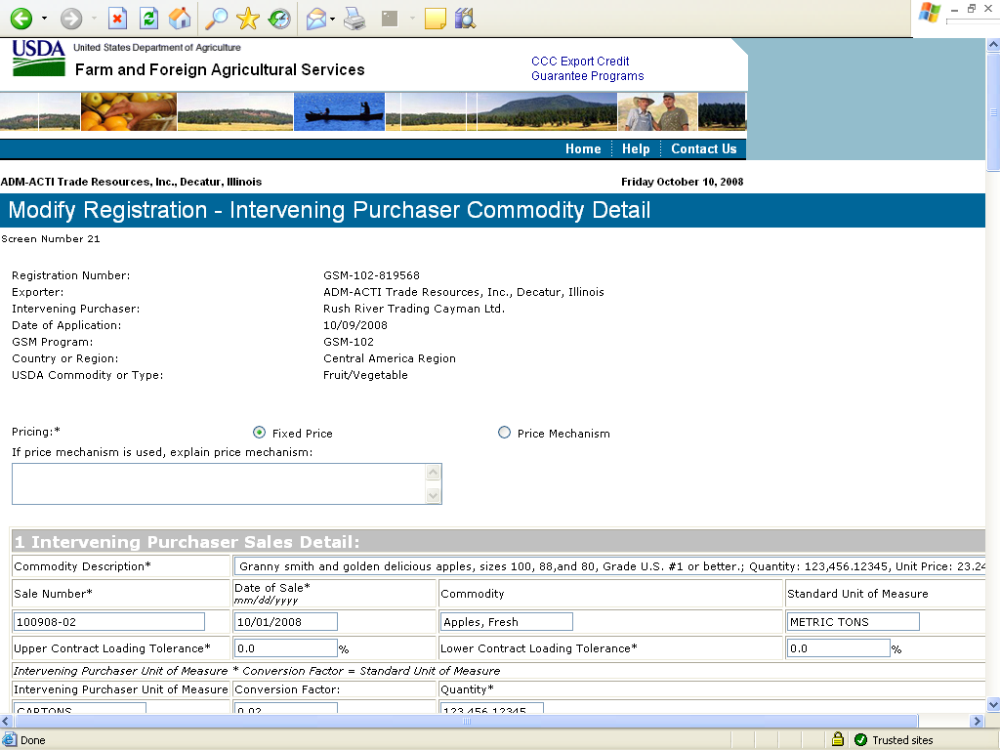 USDA United States Department of Agriculture
Farm and Foreign Agricultural Services
CCC Export Credit
Guarantee Programs
Home Help Contact Us
ADM-ACTI Trade Resources, Inc., Decatur, Illinois Friday October 10, 2008
Modify Registration - Intervening Purchaser Commodity Detail
Screen Number 21
Registration Number: GSM-102-819568
Exporter: ADM-ACTI Trade Resources, Inc., Decatur, Illinois
Intervening Purchaser: Rush River Trading Cayman Ltd.
Date of Application: 10/09/2008
GSM Program: GSM-102
Country or Region: Central America Region
USDA Commodity or Type: Fruit/Vegetable
Pricing:* Fixed Price Price Mechanism
If price mechanism is used, explain price mechanism:
1 Intervening Purchaser Sales Detail:
Commodity Description* Granny smith and golden delicious apples, sizes 100, 88,and 80, Grade U.S. #1 or better.; Quantity: 123,456.12345, Unit Price: 23.24
Sale Number* Date of Sale* Commodity Standard Unit of Measure
mm/dd/yyyy
100908-02 10/01/2008 Apples, Fresh METRIC TONS
Upper Contract Loading Tolerance* 0.0 % Lower Contract Loading Tolerance* 0.0 %
Intervening Purchaser Unit of Measure * Conversion Factor = Standard Unit of Measure
Intervening Purchaser Unit of Measure Conversion Factor: Quantity*
CARTONS 0.02 123,456.12345
Done Trusted sites